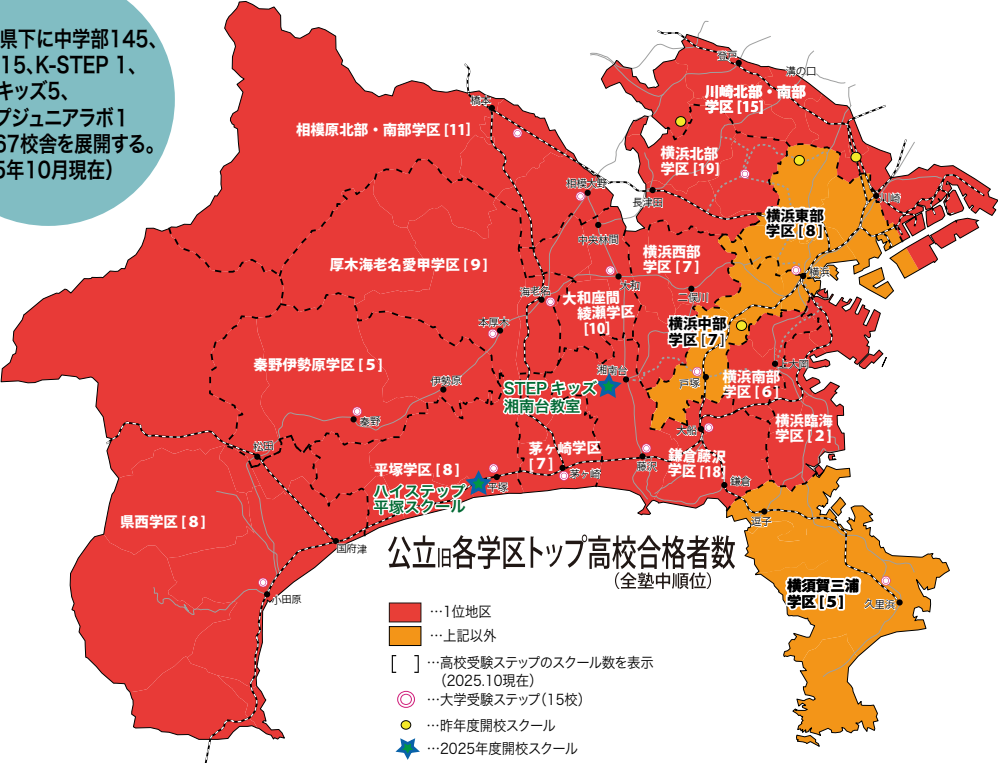 県下に中学部145、
15、K-STEP 1、
キッズ5、
プジュニアラボ1
67校舎を展開する。
5年10月現在）
登戸
溝の口
川崎北部・南部
学区［15］
橋本
相模原北部・南部学区［11］
横浜北部
学区［19］
相模大野
長津田
川崎
横浜東部
学区［8］
中央林間
横浜西部
学区［7］
厚木海老名愛甲学区［9］
横浜
大和
海老名
大和座間
綾瀬学区
［10］
二俣川
本厚木
横浜中部
学区［7］
秦野伊勢原学区［5］
上大岡
湘南台
伊勢原
STEPキッズ
湘南台教室
戸塚
横浜南部
学区［6］
秦野
横浜臨海
学区［2］
大船
松田
茅ヶ崎学区
［7］
鎌倉藤沢
学区［18］
藤沢
平塚学区［8］
茅ヶ崎
鎌倉
ハイステップ
平塚スクール
平塚
県西学区［8］
逗子
国府津
公立旧各学区トップ高校合格者数
（全塾中順位）
横須賀三浦
学区［5］
久里浜
小田原
…1位地区
…上記以外
［ ］…高校受験ステップのスクール数を表示
（2025.10現在）
…大学受験ステップ（15校）
…昨年度開校スクール
…2025年度開校スクール